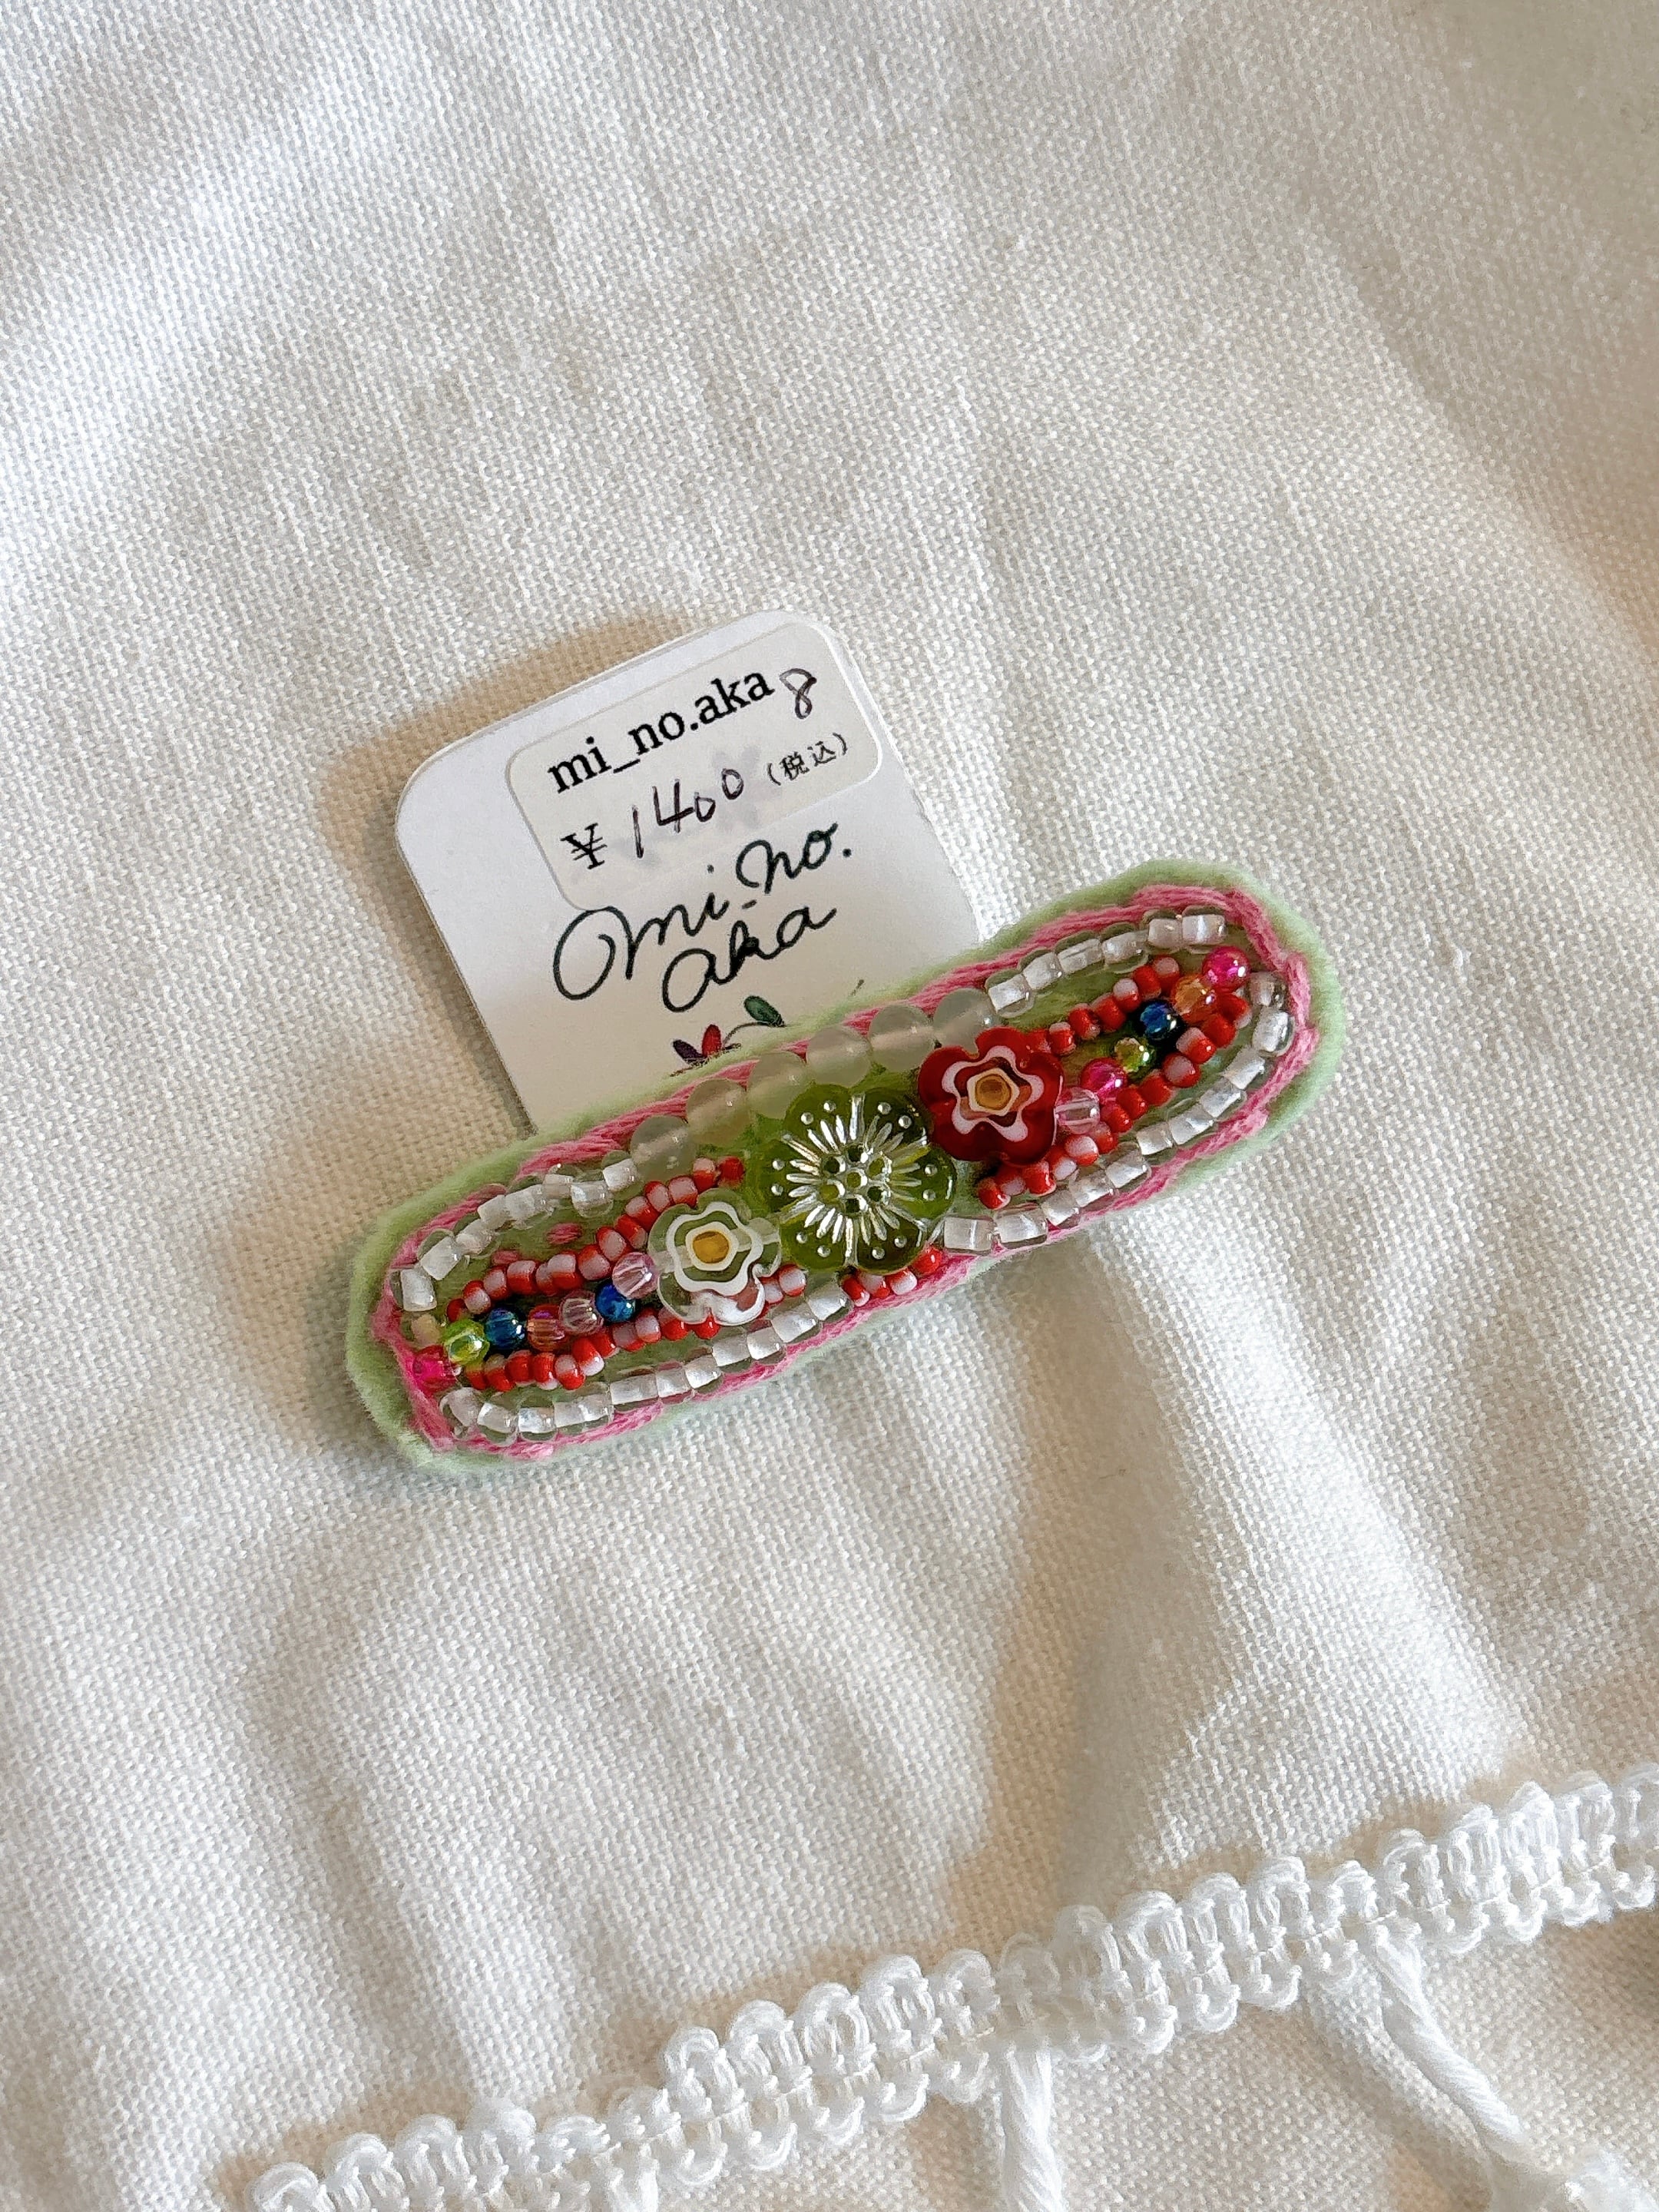 mi_no.aka 8
¥ 1400 (税込)
mi_no.
aka